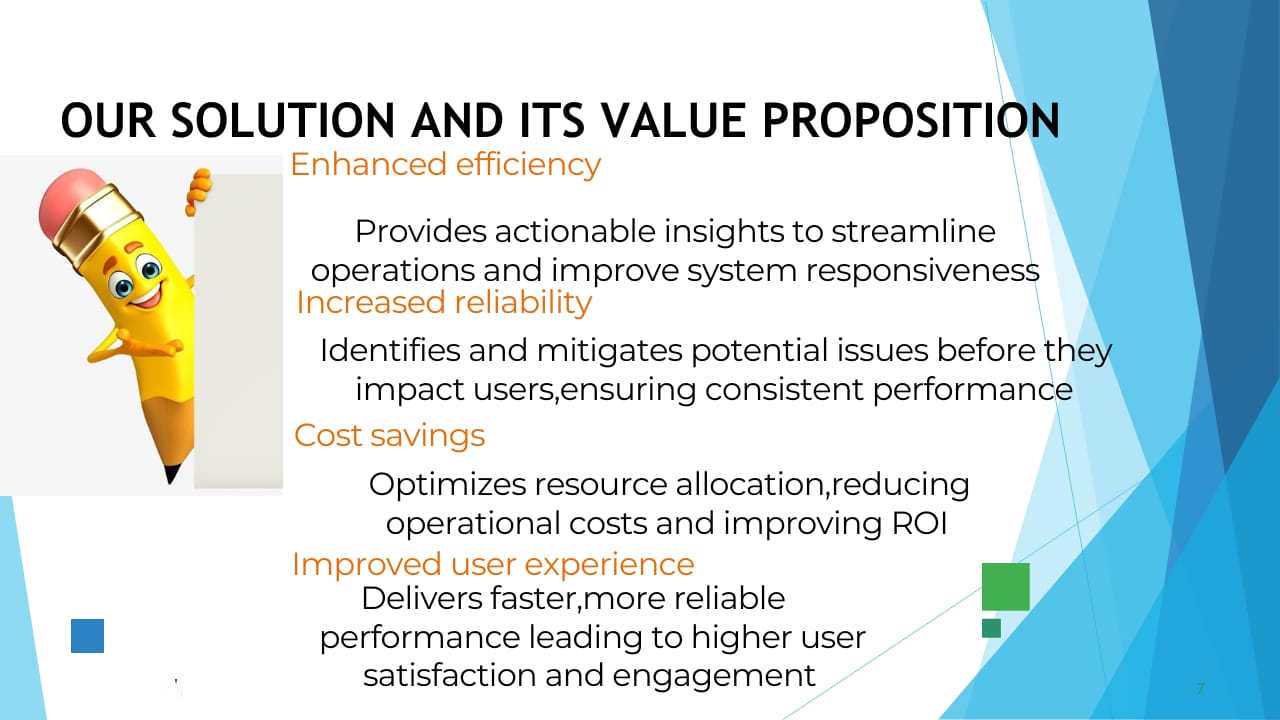 OUR SOLUTION AND ITS VALUE PROPOSITION
Enhanced efficiency
Provides actionable insights to streamline
operations and improve system responsiveness
Increased reliability
Identifies and mitigates potential issues before they
impact users,ensuring consistent performance
Cost savings
Optimizes resource allocation,reducing
operational costs and improving ROI
Improved user experience
Delivers faster,more reliable
performance leading to higher user
satisfaction and engagement
7